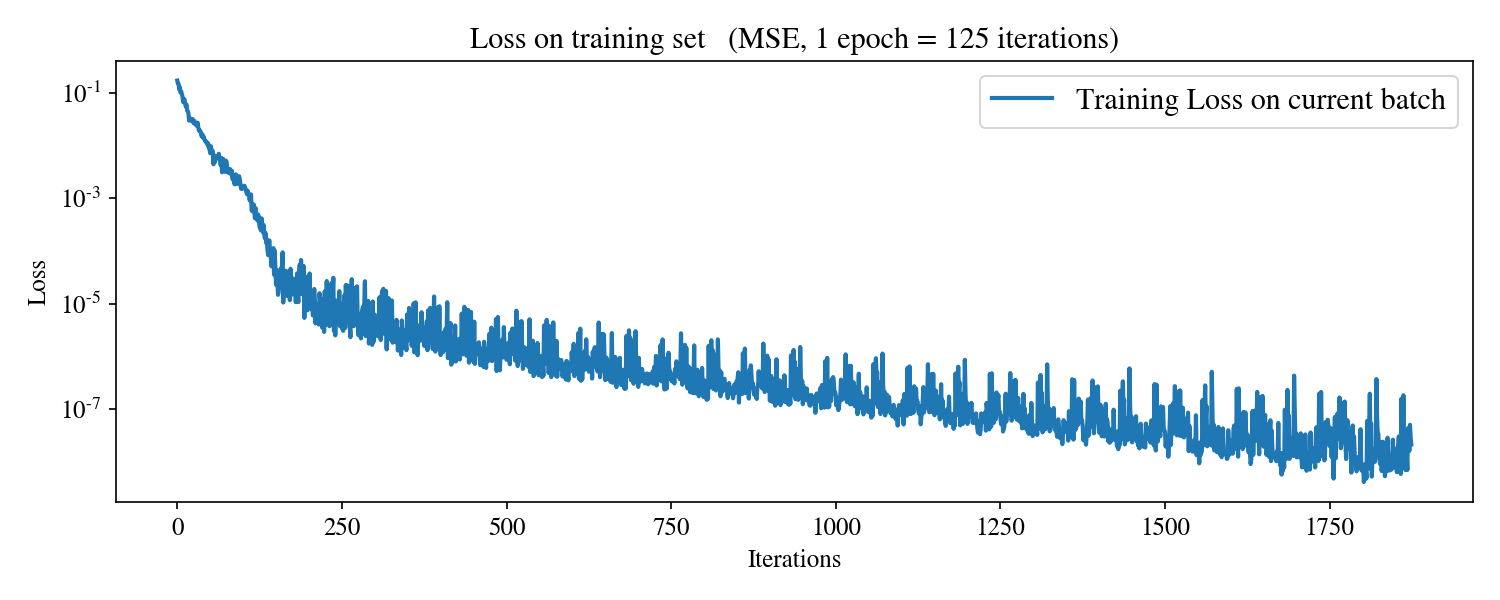 Loss on training set (MSE, 1 epoch = 125 iterations)
Training Loss on current batch
Loss
10⁻¹
10⁻³
10⁻⁵
10⁻⁷
0 250 500 750 1000 1250 1500 1750
Iterations